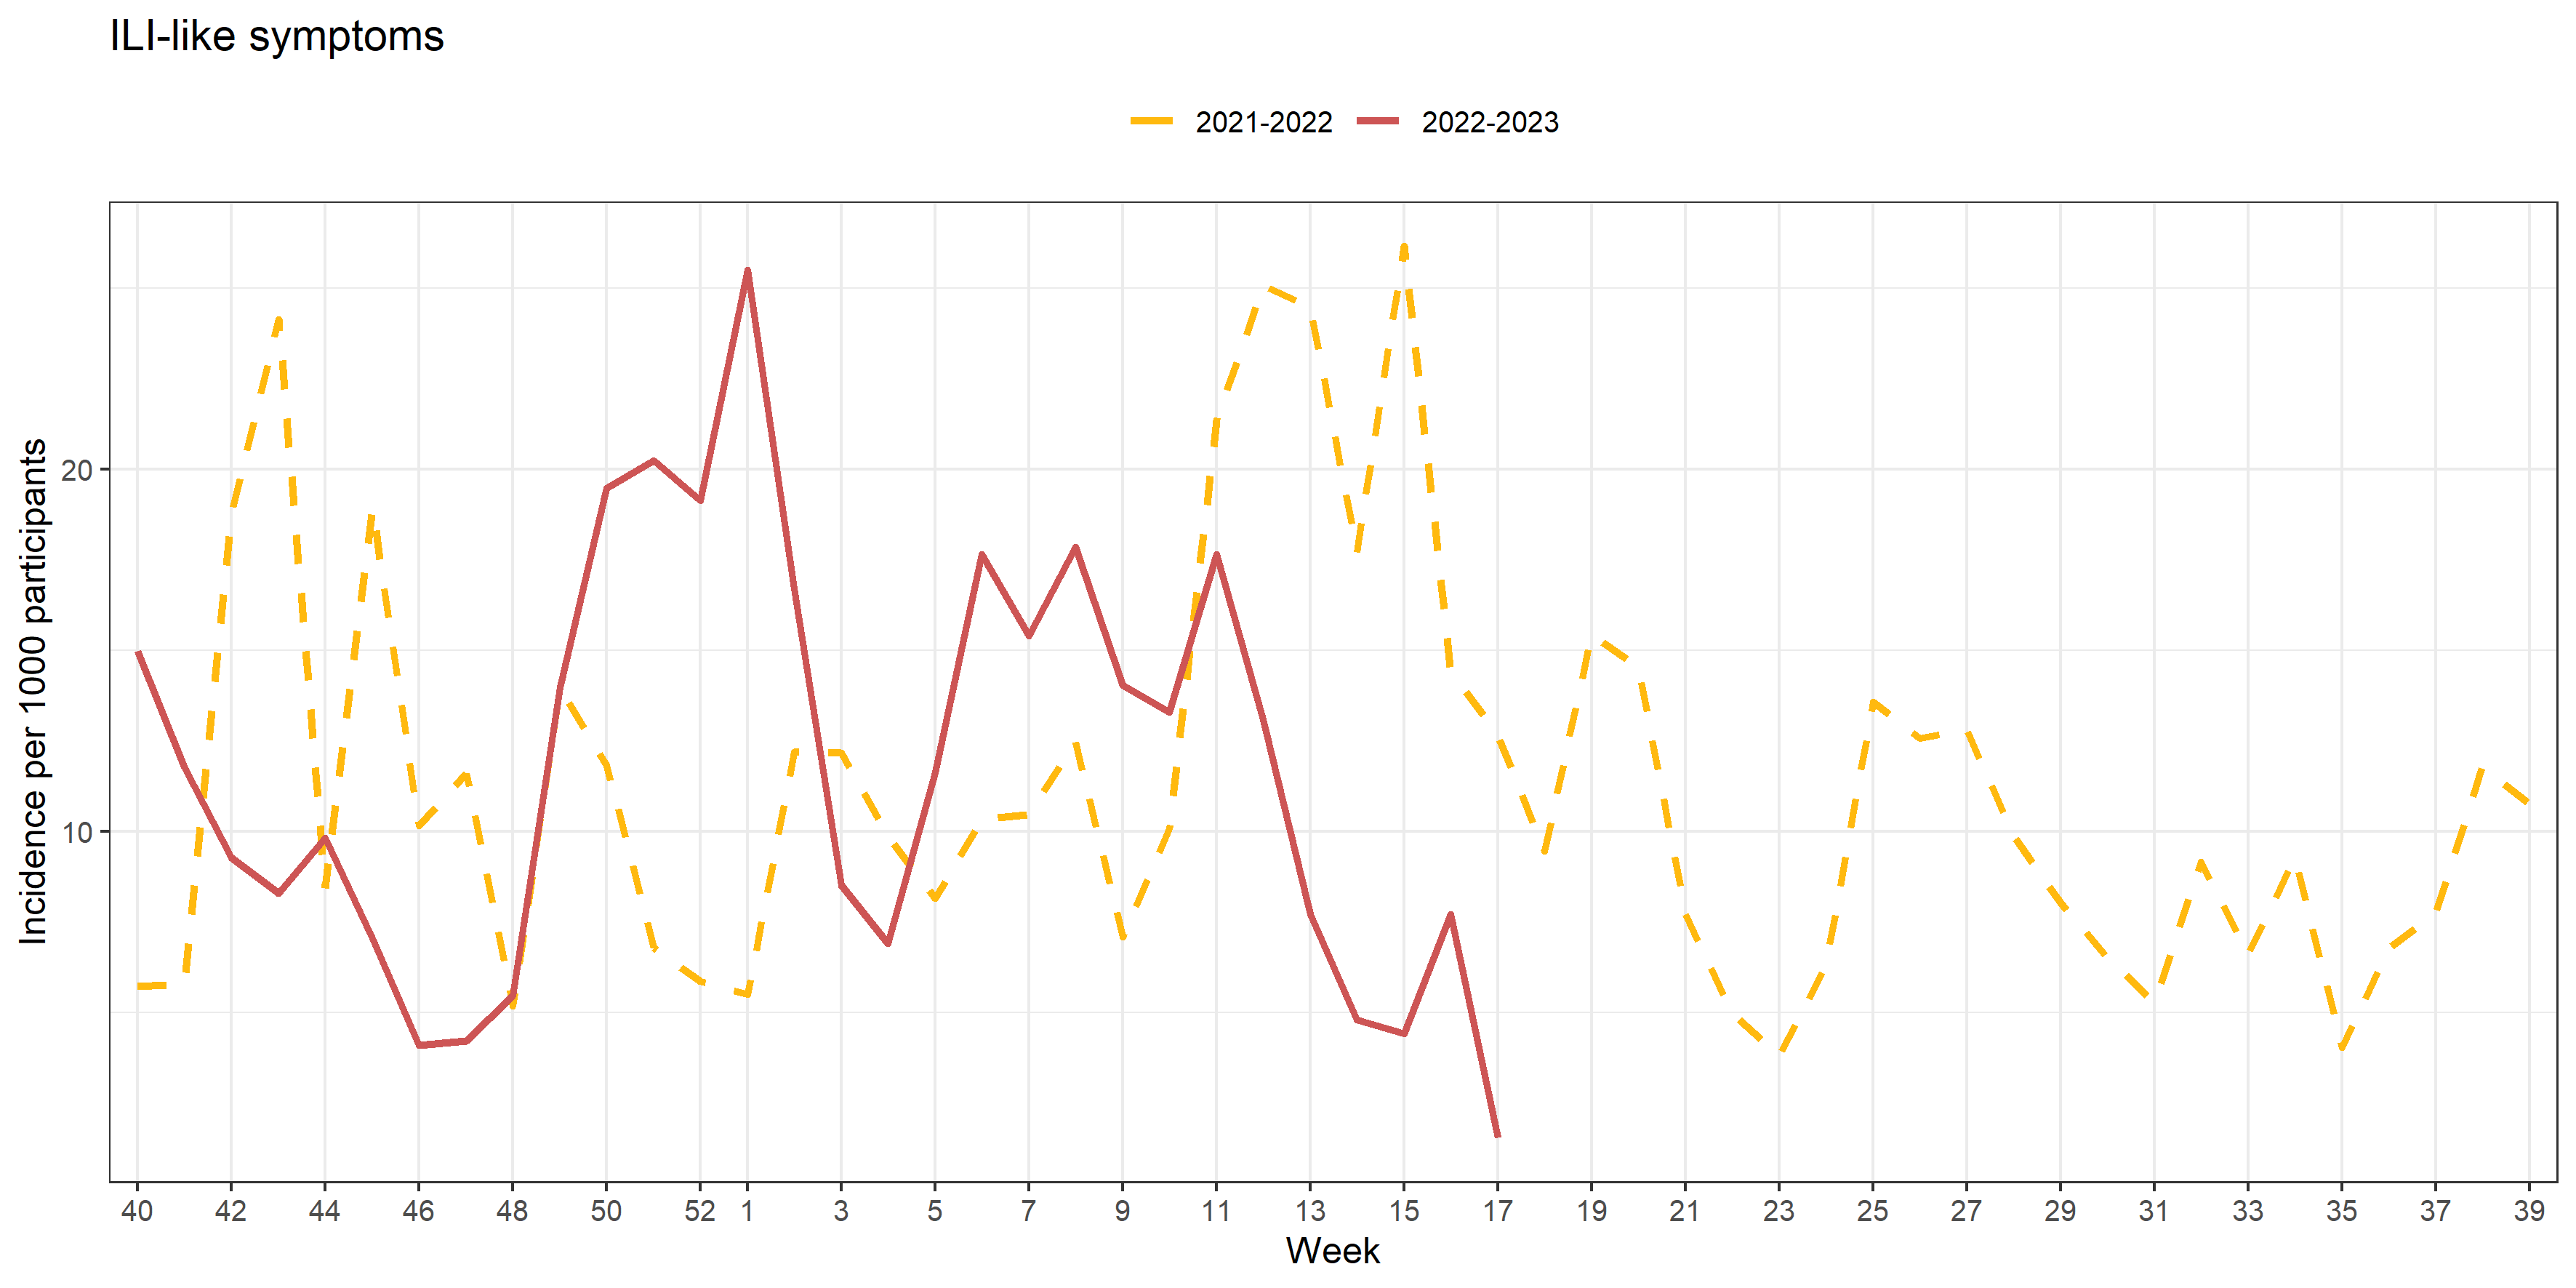 ILI-like symptoms
2021-2022 2022-2023
Incidence per 1000 participants
20
10
40 42 44 46 48 50 52 1 3 5 7 9 11 13 15 17 19 21 23 25 27 29 31 33 35 37 39
Week